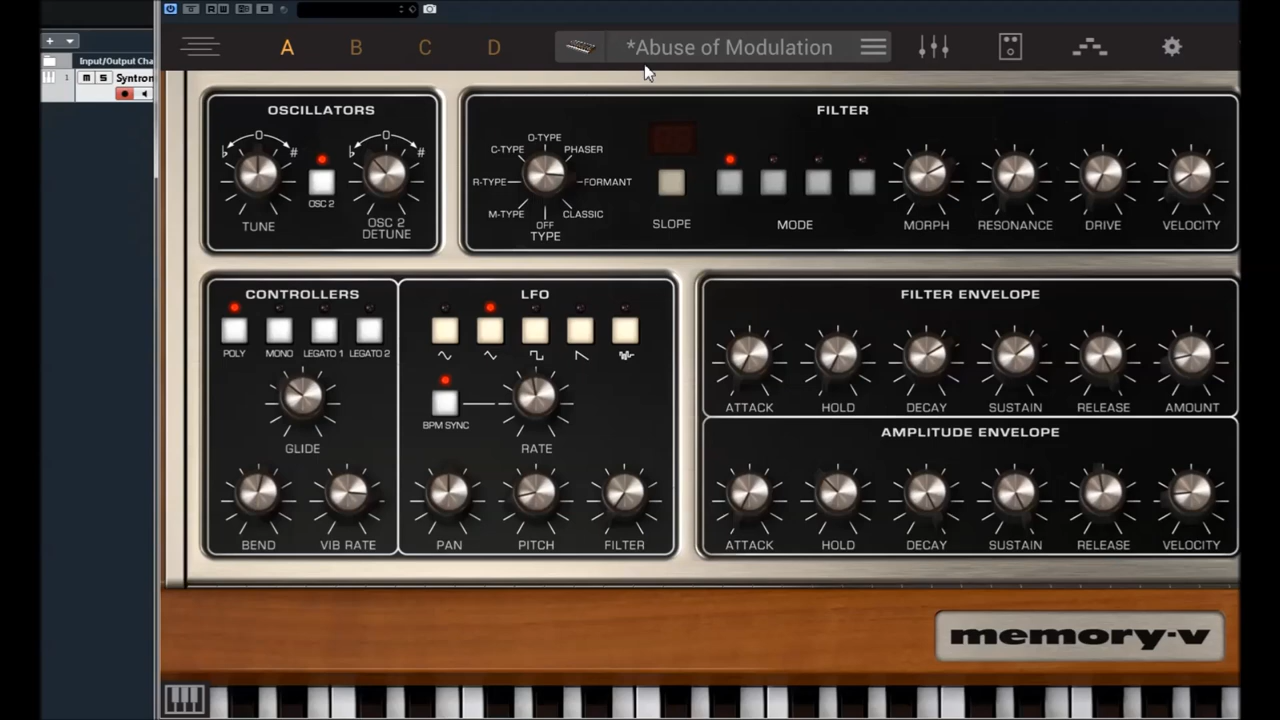 R W
A B C D *Abuse of Modulation
Input/Output Cha
1 m S Syntron
OSCILLATORS
0 0
♭ # ♭ #
OSC 2
TUNE
OSC 2
DETUNE
FILTER
O-TYPE
C-TYPE PHASER
R-TYPE FORMANT
M-TYPE CLASSIC
OFF
TYPE
SLOPE MODE MORPH RESONANCE DRIVE VELOCITY
CONTROLLERS
POLY MONO LEGATO 1 LEGATO 2
GLIDE
BEND VIB RATE
LFO
BPM SYNC
RATE
PAN PITCH FILTER
FILTER ENVELOPE
ATTACK HOLD DECAY SUSTAIN RELEASE AMOUNT
AMPLITUDE ENVELOPE
ATTACK HOLD DECAY SUSTAIN RELEASE VELOCITY
memory-v